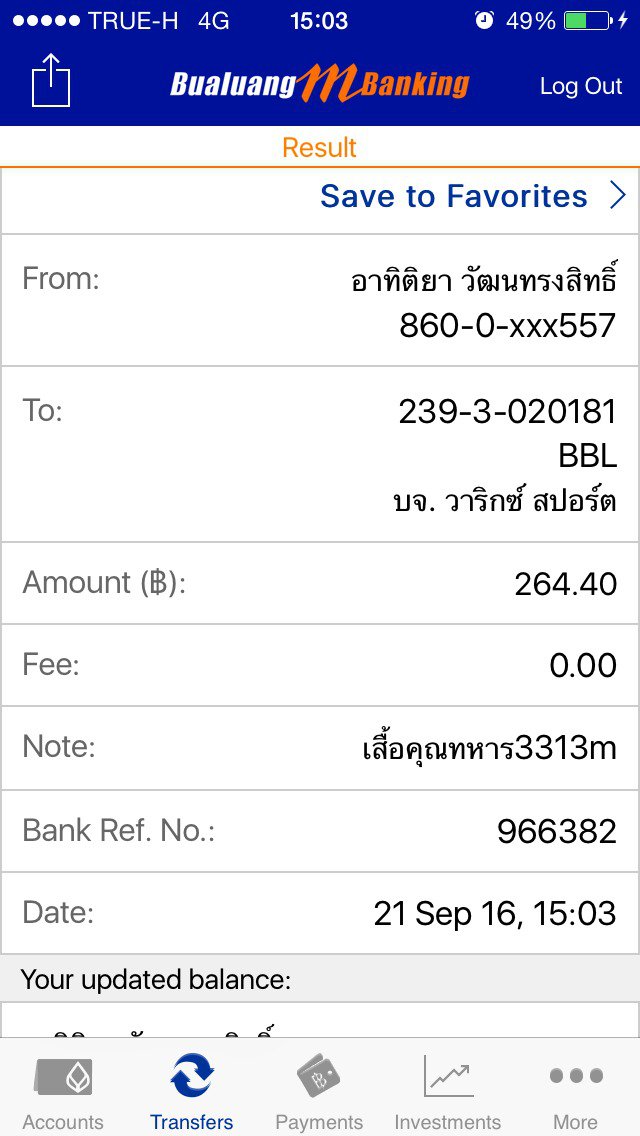 TRUE-H 4G 15:03 49%
Bualuang mBanking
Log Out
Result
Save to Favorites
From:
อาทิติยา วัฒนทรงสิทธิ์
860-0-xxx557
To:
239-3-020181
BBL
บจ. วาริกซ์ สปอร์ต
Amount (฿):
264.40
Fee:
0.00
Note:
เสื้อคุณทหาร3313m
Bank Ref. No.:
966382
Date:
21 Sep 16, 15:03
Your updated balance:
Accounts
Transfers
Payments
Investments
More